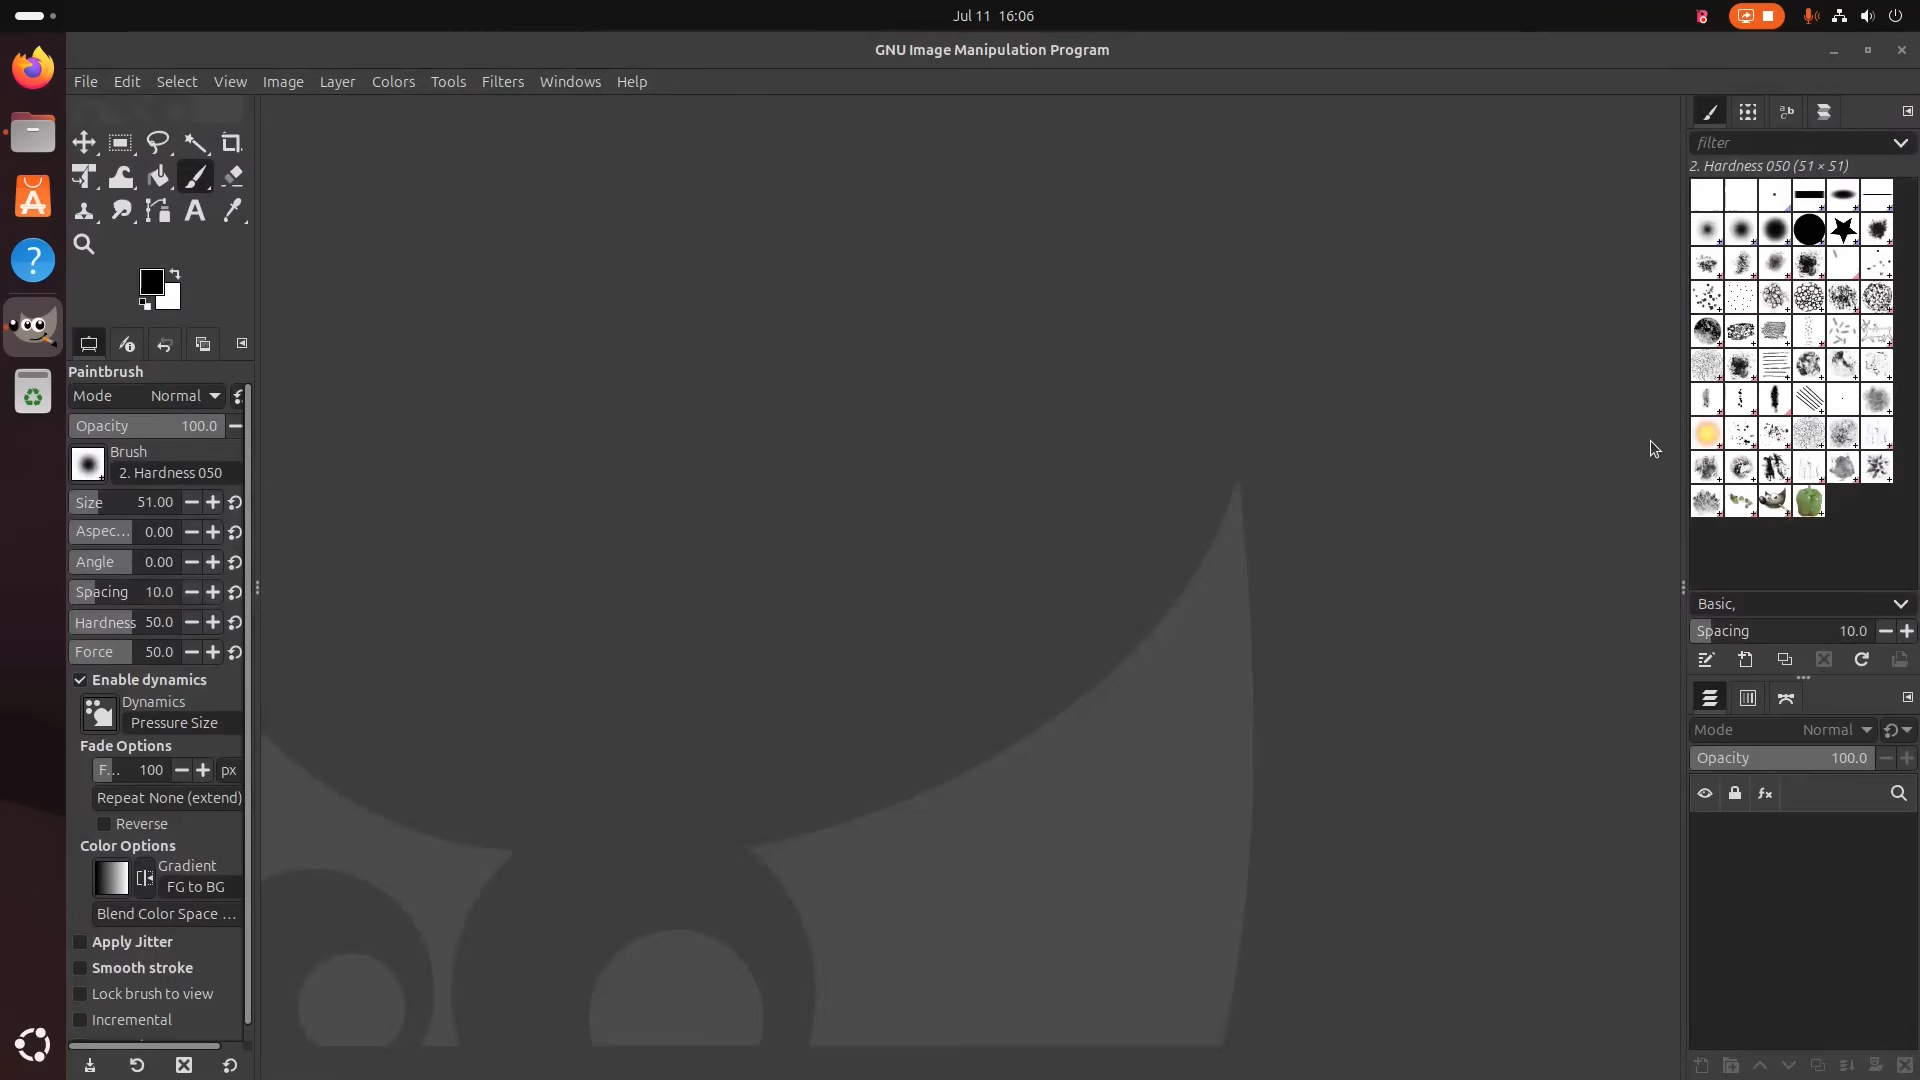 Jul 11 16:06
GNU Image Manipulation Program
File Edit Select View Image Layer Colors Tools Filters Windows Help
Paintbrush
Mode Normal
Opacity 100.0
Brush
2. Hardness 050
Size 51.00
Aspec... 0.00
Angle 0.00
Spacing 10.0
Hardness 50.0
Force 50.0
Enable dynamics
Dynamics
Pressure Size
Fade Options
F... 100 px
Repeat None (extend)
Reverse
Color Options
Gradient
FG to BG
Blend Color Space ...
Apply Jitter
Smooth stroke
Lock brush to view
Incremental
filter
2. Hardness 050 (51 × 51)
Basic,
Spacing 10.0
Mode Normal
Opacity 100.0